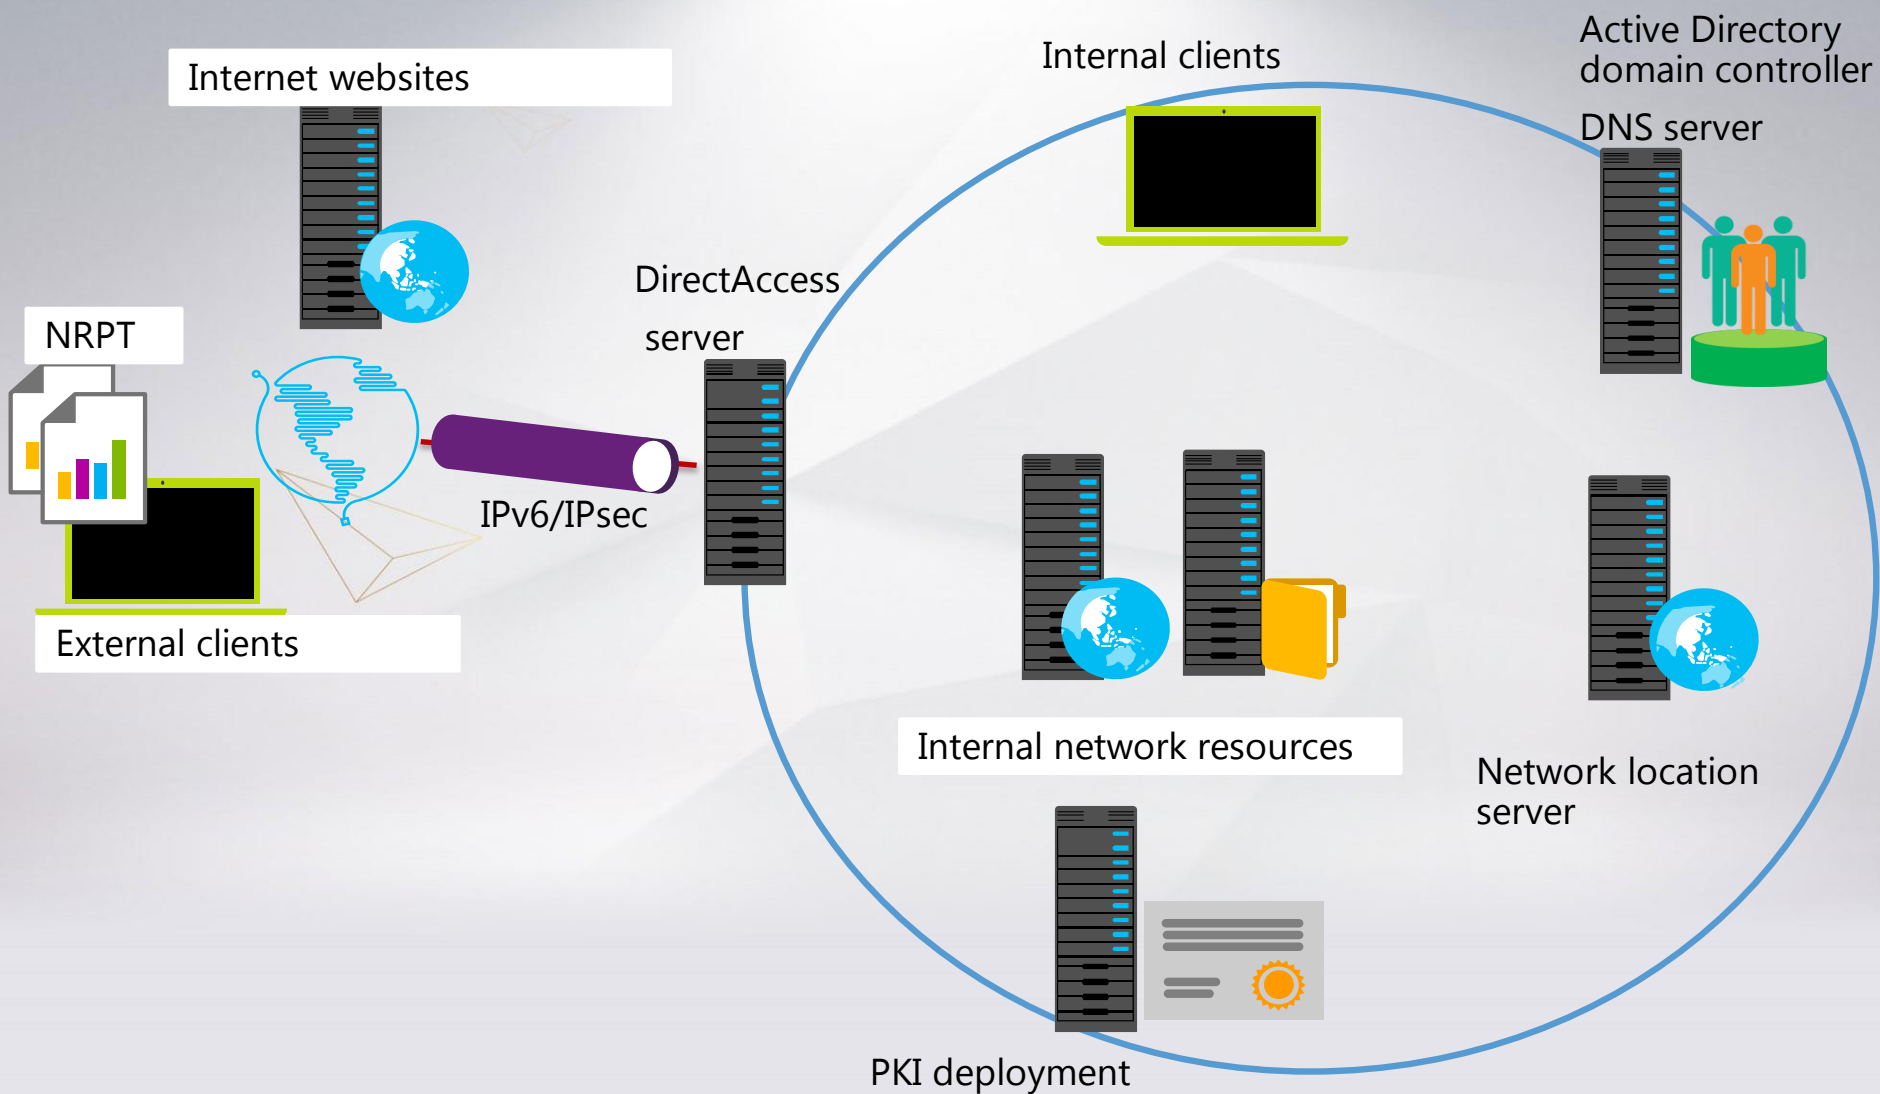 Internet websites
Internal clients
Active Directory
domain controller
DNS server
DirectAccess
server
NRPT
IPv6/IPsec
External clients
Internal network resources
Network location
server
PKI deployment